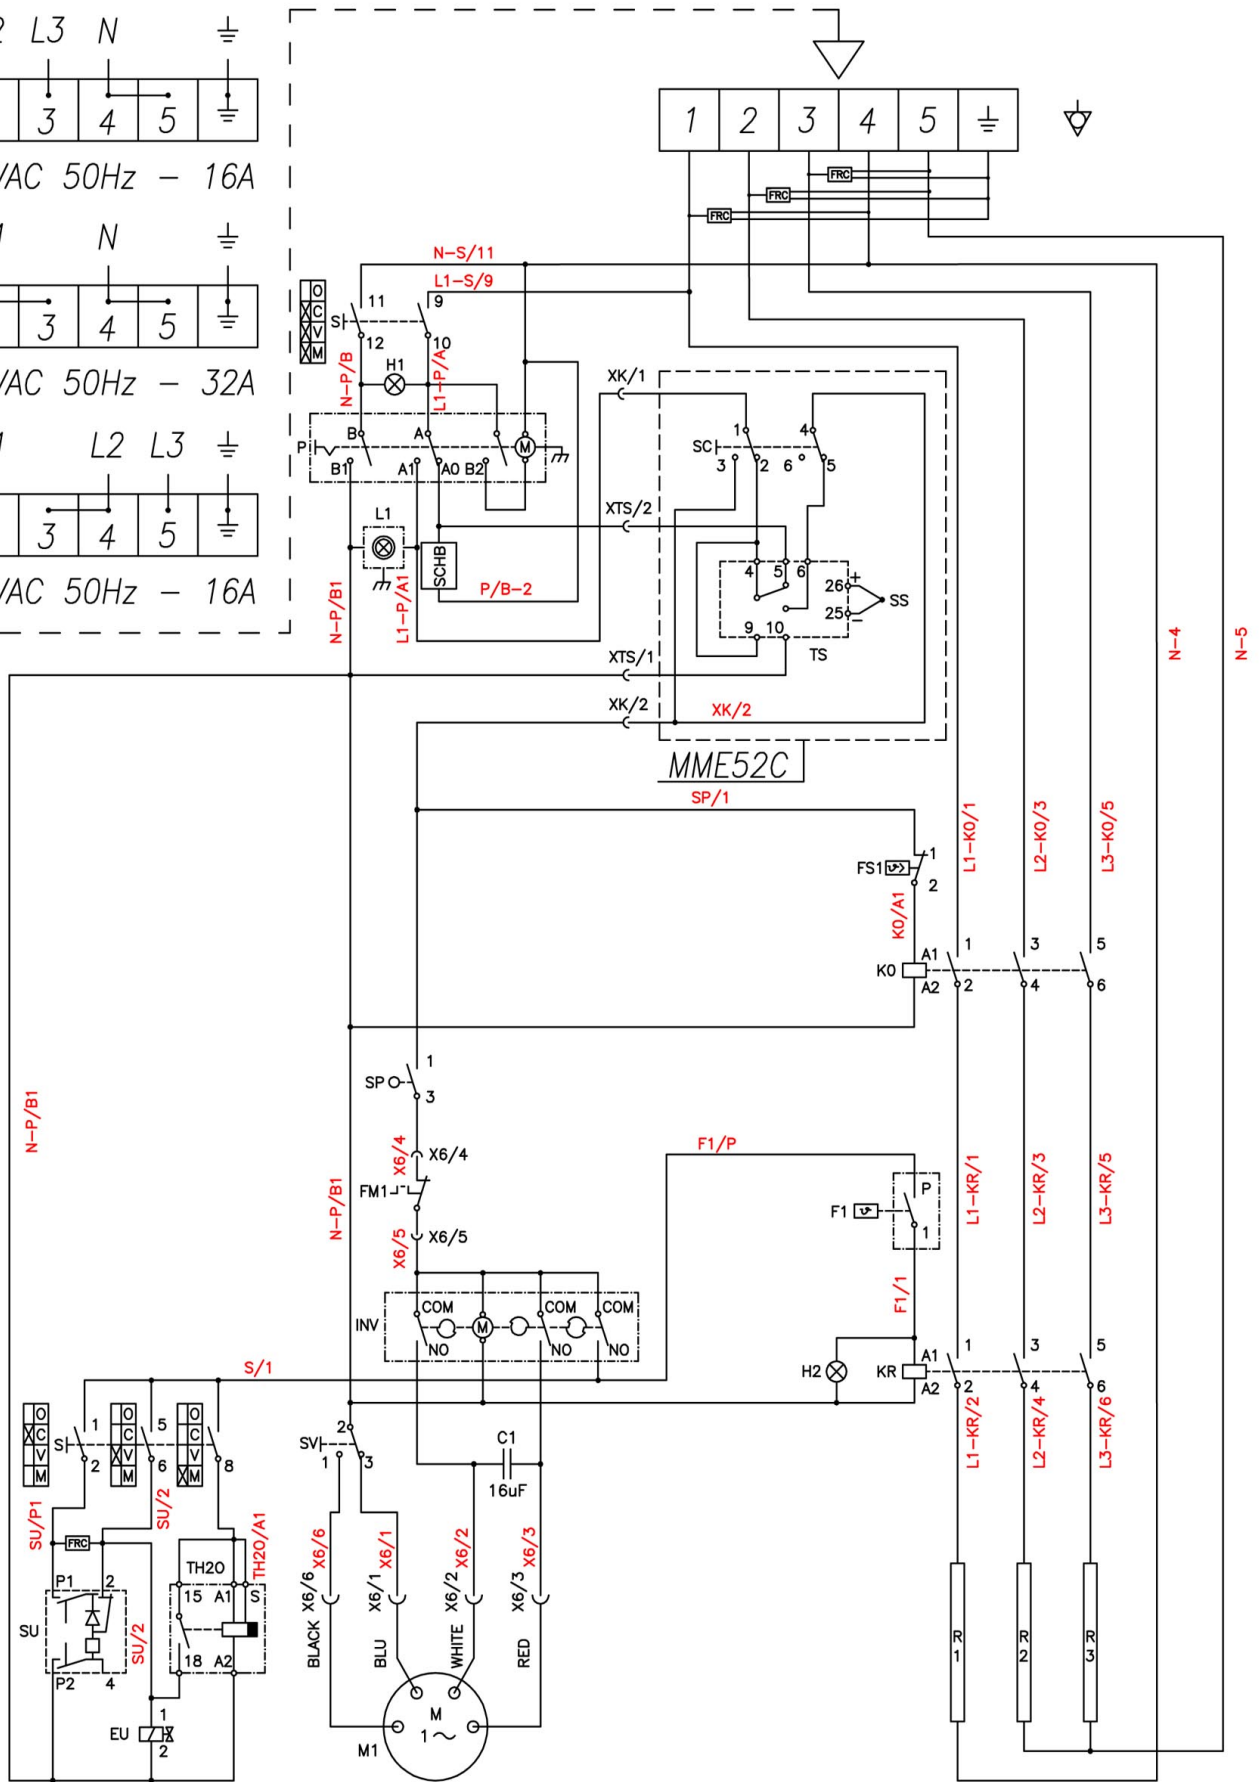 2 L3 N
3 4 5
VAC 50Hz - 16A
N
3 4 5
VAC 50Hz - 32A
L2 L3
3 4 5
VAC 50Hz - 16A
1 2 3 4 5
FRC
FRC
FRC
N-S/11
L1-S/9
O
C
V
M
S
11
9
12
10
H1
N-P/B
L1-P/A
P
B
A
M
B1
A1
A0
B2
L1
SCHB
P/B-2
N-P/B1
L1-P/A1
XK/1
XTS/2
XTS/1
XK/2
XK/2
SC
1
4
3
2
6
5
4
5
6
26
+
25
-
SS
9
10
TS
MME52C
N-4
N-5
SP/1
FS1
1
2
K0/A1
L1-K0/1
L2-K0/3
L3-K0/5
K0
A1
A2
1
3
5
2
4
6
N-P/B1
SP
1
3
X6/4
X6/4
FM1
X6/5
X6/5
N-P/B1
F1/P
F1
P
1
F1/1
L1-KR/1
L2-KR/3
L3-KR/5
INV
COM
M
COM
COM
NO
NO
NO
H2
KR
A1
A2
1
3
5
2
4
6
L1-KR/2
L2-KR/4
L3-KR/6
S/1
O
C
V
M
S
1
2
O
C
V
M
5
6
O
C
V
M
8
SU/P1
SU/2
TH20/A1
FRC
P1
2
SU
P2
4
SU/2
TH20
15
A1
S
18
A2
EU
1
2
SV
2
1
3
C1
16uF
X6/6
X6/1
X6/2
X6/3
X6/6
X6/1
X6/2
X6/3
BLACK
BLU
WHITE
RED
M
1
M1
R1
R2
R3